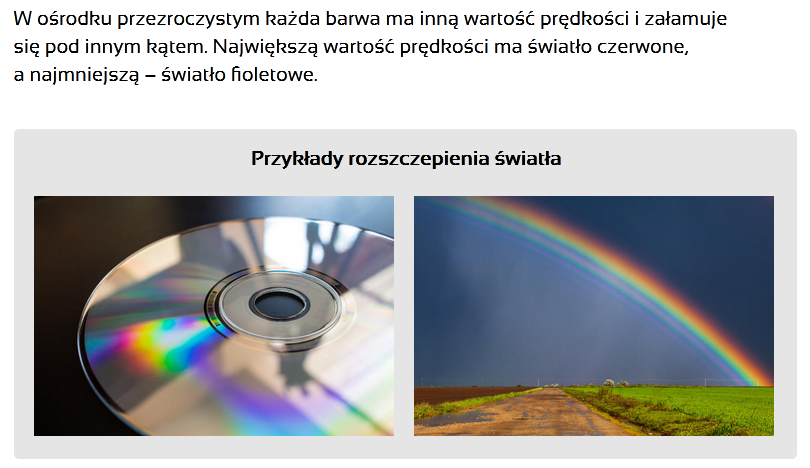 W ośrodku przezroczystym każda barwa ma inną wartość prędkości i załamuje
się pod innym kątem. Największą wartość prędkości ma światło czerwone,
a najmniejszą – światło fioletowe.
Przykłady rozszczepienia światła